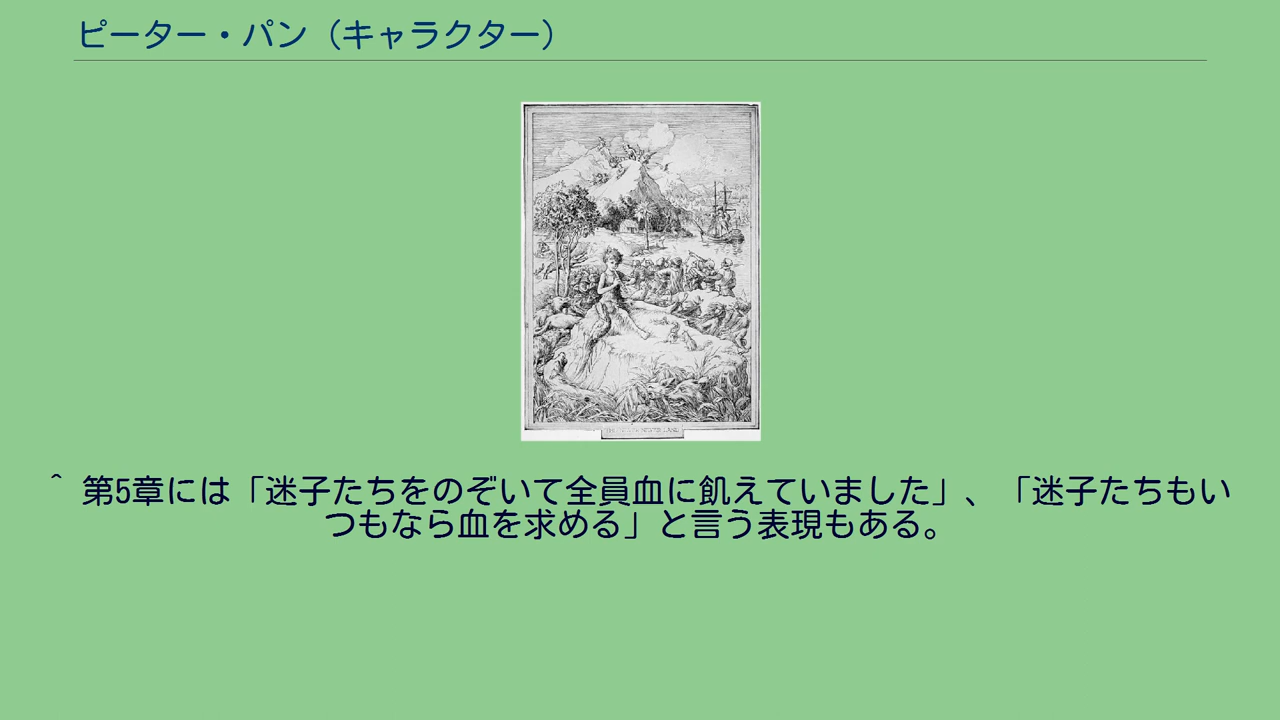 ピーター・パン（キャラクター）
^ 第5章には「迷子たちをのぞいて全員血に飢えていました」、「迷子たちもい
つもなら血を求める」と言う表現もある。